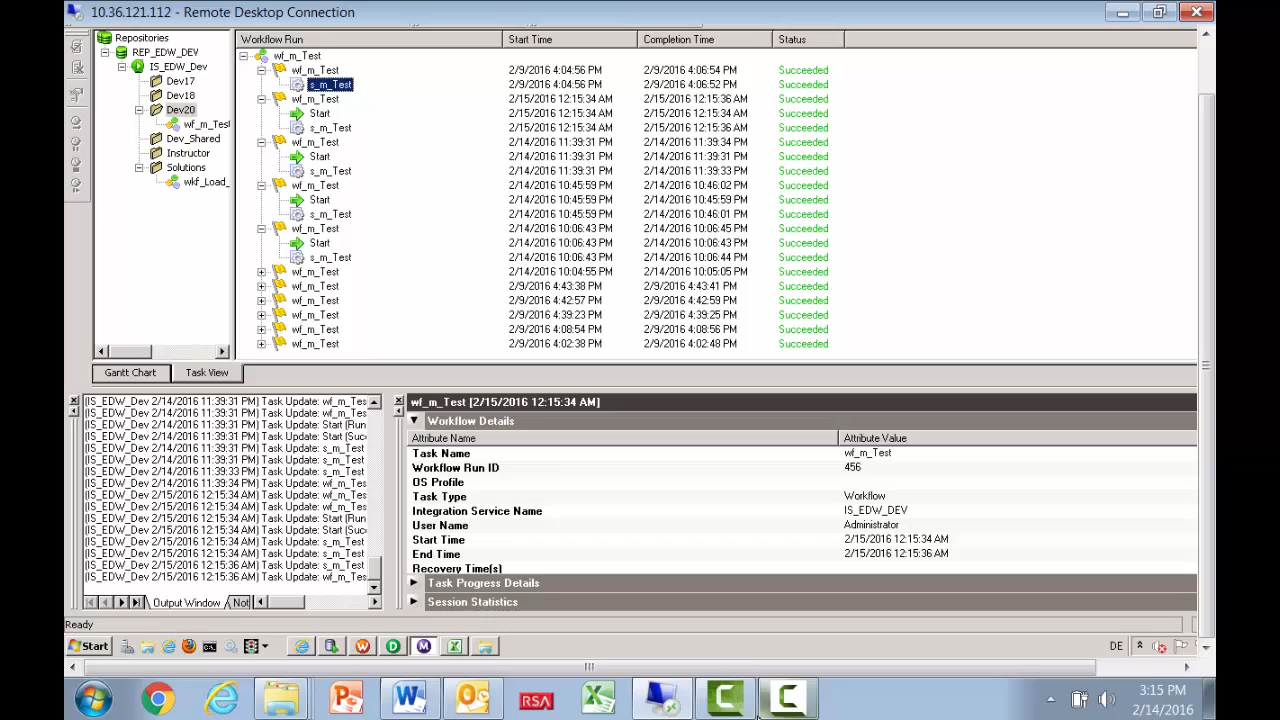 10.36.121.112 - Remote Desktop Connection
Repositories
REP_EDW_DEV
IS_EDW_Dev
Dev17
Dev18
Dev20
wf_m_Test
Dev_Shared
Instructor
Solutions
wkf_Load_
Workflow Run Start Time Completion Time Status
wf_m_Test
wf_m_Test 2/9/2016 4:04:56 PM 2/9/2016 4:06:54 PM Succeeded
s_m_Test 2/9/2016 4:04:56 PM 2/9/2016 4:06:52 PM Succeeded
wf_m_Test 2/15/2016 12:15:34 AM 2/15/2016 12:15:36 AM Succeeded
Start 2/15/2016 12:15:34 AM 2/15/2016 12:15:34 AM Succeeded
s_m_Test 2/15/2016 12:15:34 AM 2/15/2016 12:15:36 AM Succeeded
wf_m_Test 2/14/2016 11:39:31 PM 2/14/2016 11:39:34 PM Succeeded
Start 2/14/2016 11:39:31 PM 2/14/2016 11:39:31 PM Succeeded
s_m_Test 2/14/2016 11:39:31 PM 2/14/2016 11:39:33 PM Succeeded
wf_m_Test 2/14/2016 10:45:59 PM 2/14/2016 10:46:02 PM Succeeded
Start 2/14/2016 10:45:59 PM 2/14/2016 10:45:59 PM Succeeded
s_m_Test 2/14/2016 10:45:59 PM 2/14/2016 10:46:01 PM Succeeded
wf_m_Test 2/14/2016 10:06:43 PM 2/14/2016 10:06:45 PM Succeeded
Start 2/14/2016 10:06:43 PM 2/14/2016 10:06:43 PM Succeeded
s_m_Test 2/14/2016 10:06:43 PM 2/14/2016 10:06:44 PM Succeeded
wf_m_Test 2/14/2016 10:04:55 PM 2/14/2016 10:05:05 PM Succeeded
wf_m_Test 2/9/2016 4:43:38 PM 2/9/2016 4:43:41 PM Succeeded
wf_m_Test 2/9/2016 4:42:57 PM 2/9/2016 4:42:59 PM Succeeded
wf_m_Test 2/9/2016 4:39:23 PM 2/9/2016 4:39:25 PM Succeeded
wf_m_Test 2/9/2016 4:08:54 PM 2/9/2016 4:08:56 PM Succeeded
wf_m_Test 2/9/2016 4:02:38 PM 2/9/2016 4:02:48 PM Succeeded
Gantt Chart Task View
[IS_EDW_Dev 2/14/2016 11:39:31 PM] Task Update: wf_m_Tes
[IS_EDW_Dev 2/14/2016 11:39:31 PM] Task Update: wf_m_Tes
[IS_EDW_Dev 2/14/2016 11:39:31 PM] Task Update: Start (Run
[IS_EDW_Dev 2/14/2016 11:39:31 PM] Task Update: Start (Suc
[IS_EDW_Dev 2/14/2016 11:39:31 PM] Task Update: s_m_Test
[IS_EDW_Dev 2/14/2016 11:39:31 PM] Task Update: s_m_Test
[IS_EDW_Dev 2/14/2016 11:39:33 PM] Task Update: s_m_Test
[IS_EDW_Dev 2/14/2016 11:39:34 PM] Task Update: wf_m_Tes
[IS_EDW_Dev 2/15/2016 12:15:34 AM] Task Update: wf_m_Tes
[IS_EDW_Dev 2/15/2016 12:15:34 AM] Task Update: wf_m_Tes
[IS_EDW_Dev 2/15/2016 12:15:34 AM] Task Update: Start (Run
[IS_EDW_Dev 2/15/2016 12:15:34 AM] Task Update: Start (Suc
[IS_EDW_Dev 2/15/2016 12:15:34 AM] Task Update: s_m_Test
[IS_EDW_Dev 2/15/2016 12:15:34 AM] Task Update: s_m_Test
[IS_EDW_Dev 2/15/2016 12:15:36 AM] Task Update: s_m_Test
[IS_EDW_Dev 2/15/2016 12:15:36 AM] Task Update: wf_m_Tes
Output Window Not
wf_m_Test [2/15/2016 12:15:34 AM]
Workflow Details
Attribute Name Attribute Value
Task Name wf_m_Test
Workflow Run ID 456
OS Profile
Task Type Workflow
Integration Service Name IS_EDW_DEV
User Name Administrator
Start Time 2/15/2016 12:15:34 AM
End Time 2/15/2016 12:15:36 AM
Recovery Time(s)
Task Progress Details
Session Statistics
Ready
Start DE
RSA
3:15 PM
2/14/2016